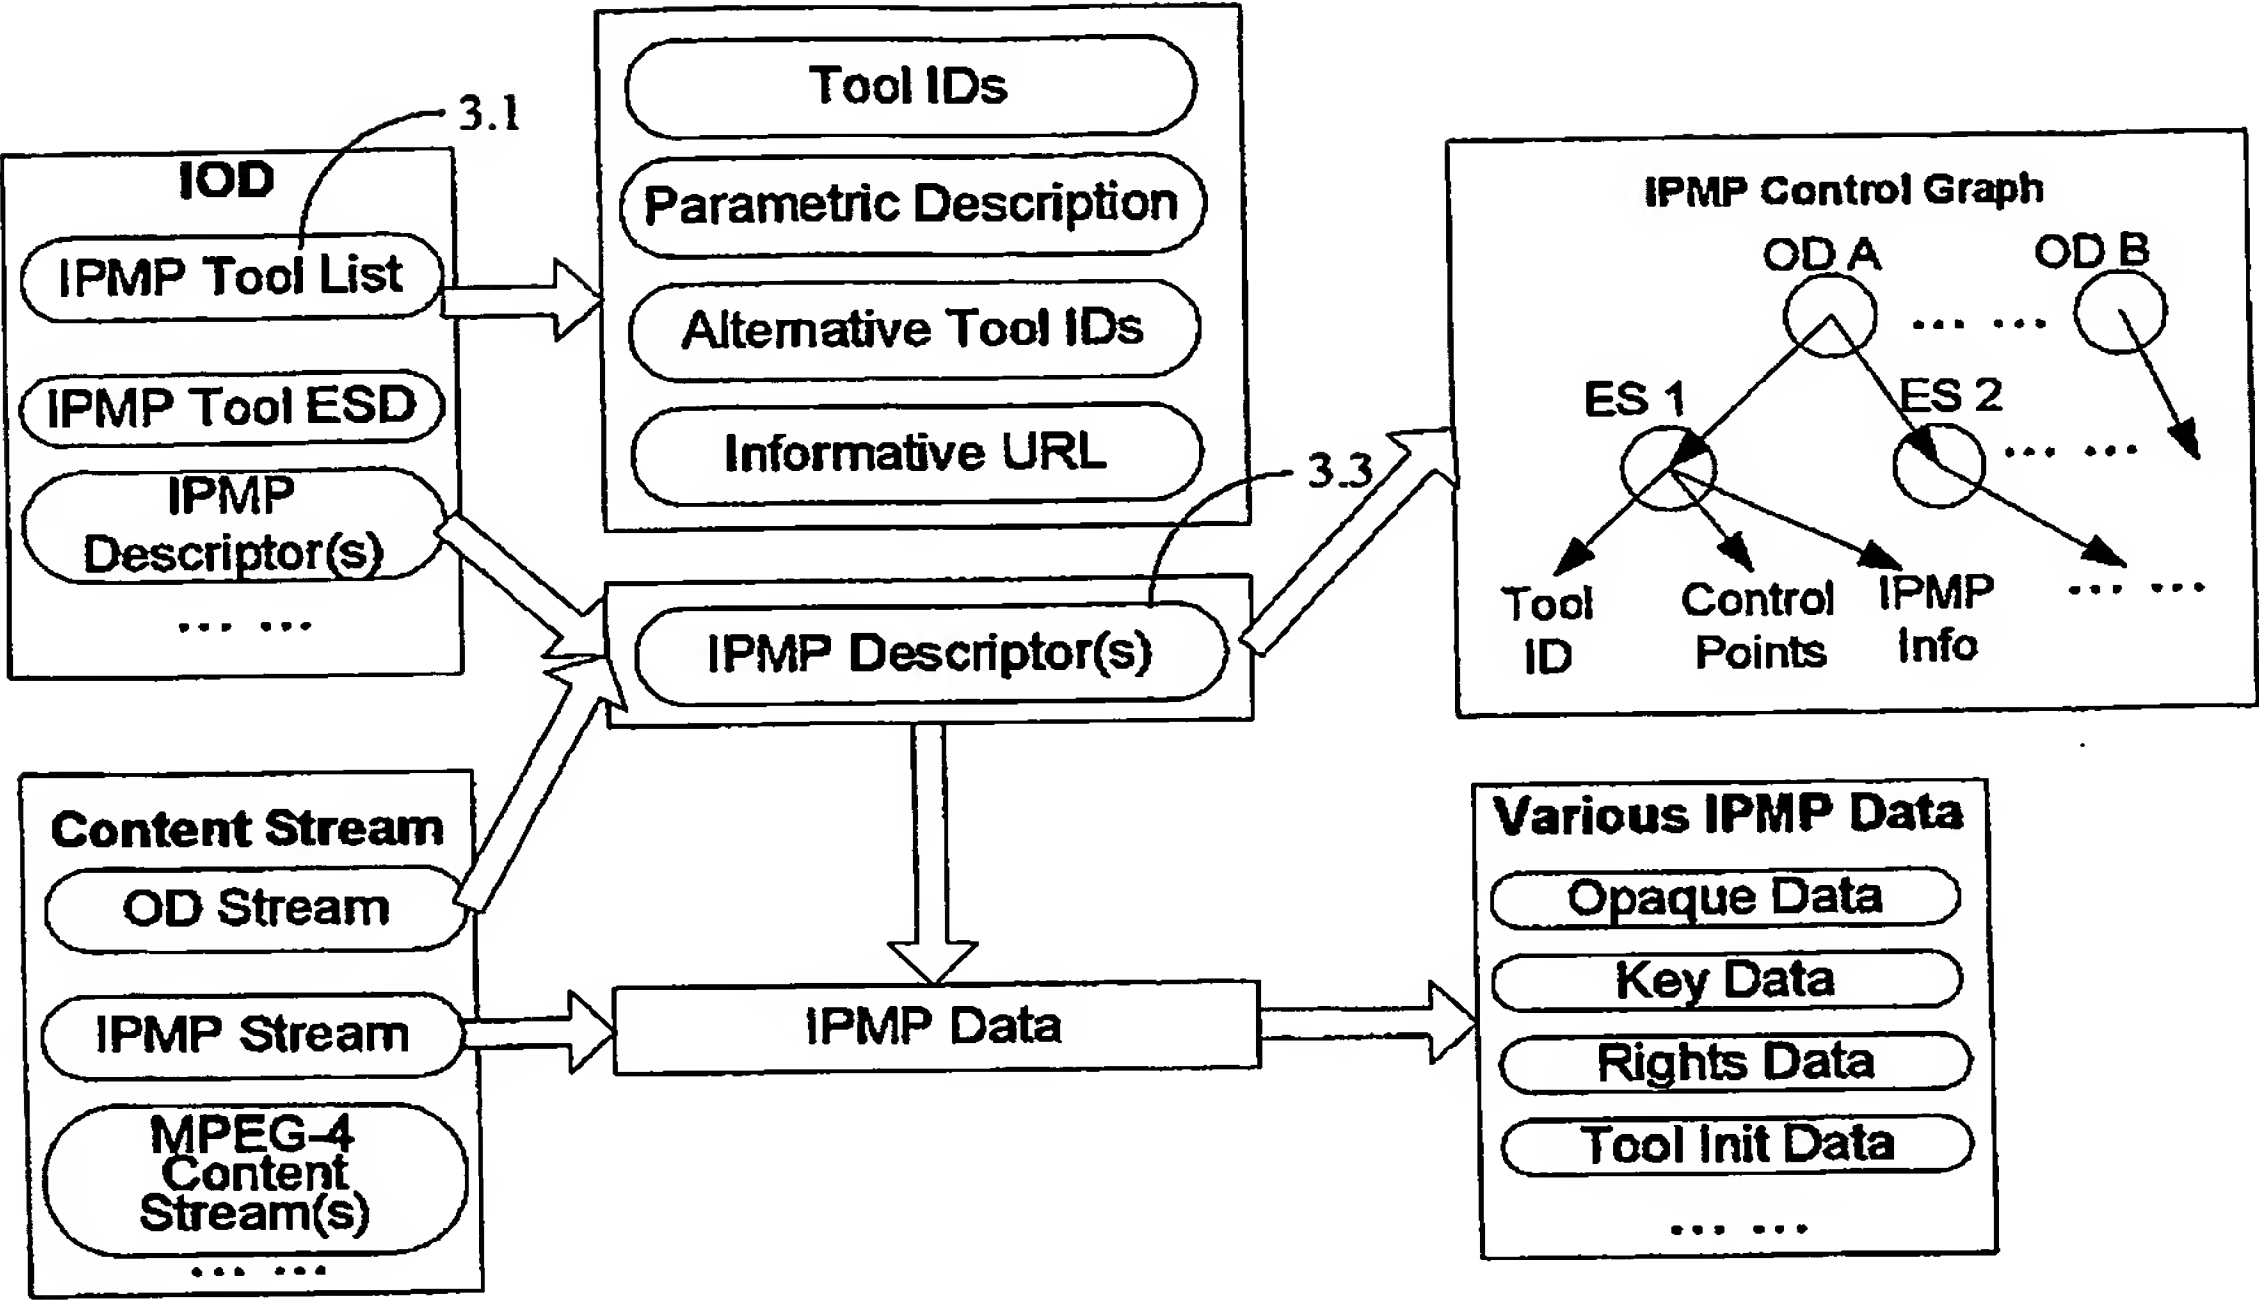 3.1
IOD
IPMP Tool List
IPMP Tool ESD
IPMP
Descriptor(s)
... ...
Tool IDs
Parametric Description
Alternative Tool IDs
Informative URL
3.3
IPMP Descriptor(s)
IPMP Control Graph
OD A
... ...
OD B
ES 1
ES 2
... ...
Tool
ID
Control
Points
IPMP
Info
... ...
Content Stream
OD Stream
IPMP Stream
MPEG-4
Content
Stream(s)
... ...
IPMP Data
Various IPMP Data
Opaque Data
Key Data
Rights Data
Tool Init Data
... ...